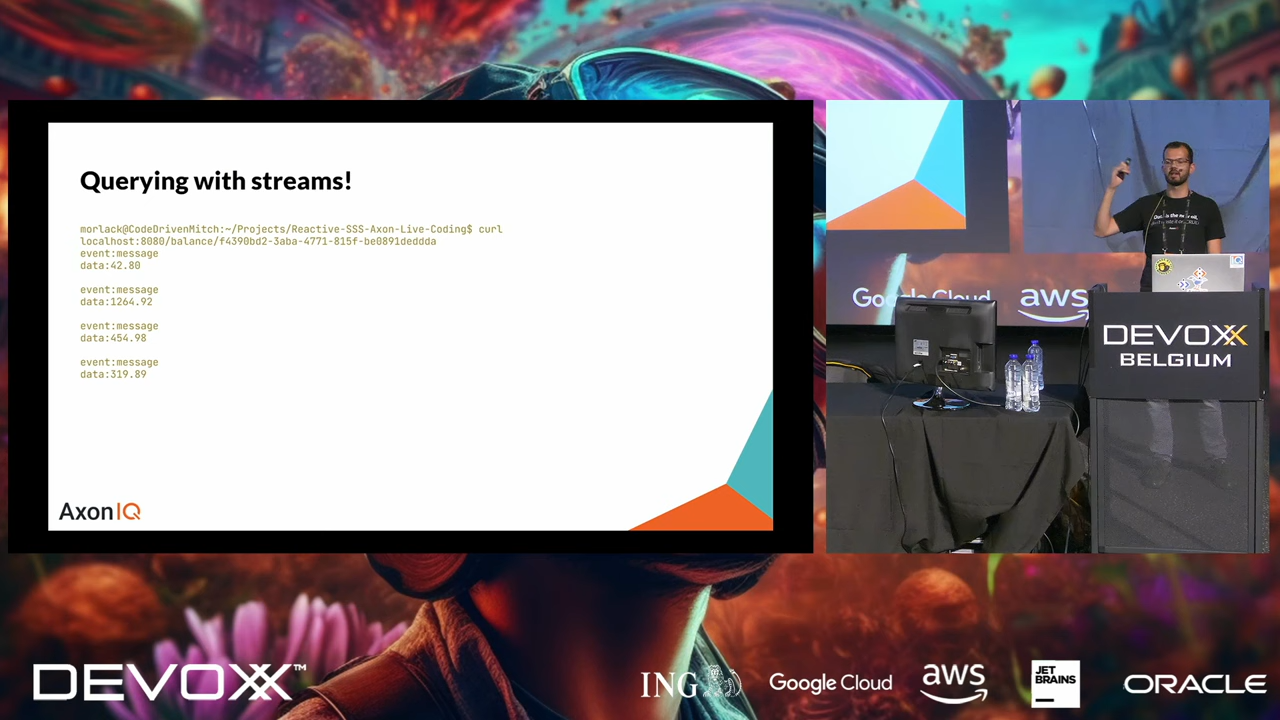 Querying with streams!
morlack@CodeDrivenMitch:~/Projects/Reactive-SSS-Axon-Live-Coding$ curl
localhost:8080/balance/f4390bd2-3aba-4771-815f-be0891deddda
event:message
data:42.80
event:message
data:1264.92
event:message
data:454.98
event:message
data:319.89
AxonIQ
Google Cloud
aws
DEVOXX
BELGIUM
DEVOXX™
ING
Google Cloud
aws
JET
BRAINS
ORACLE